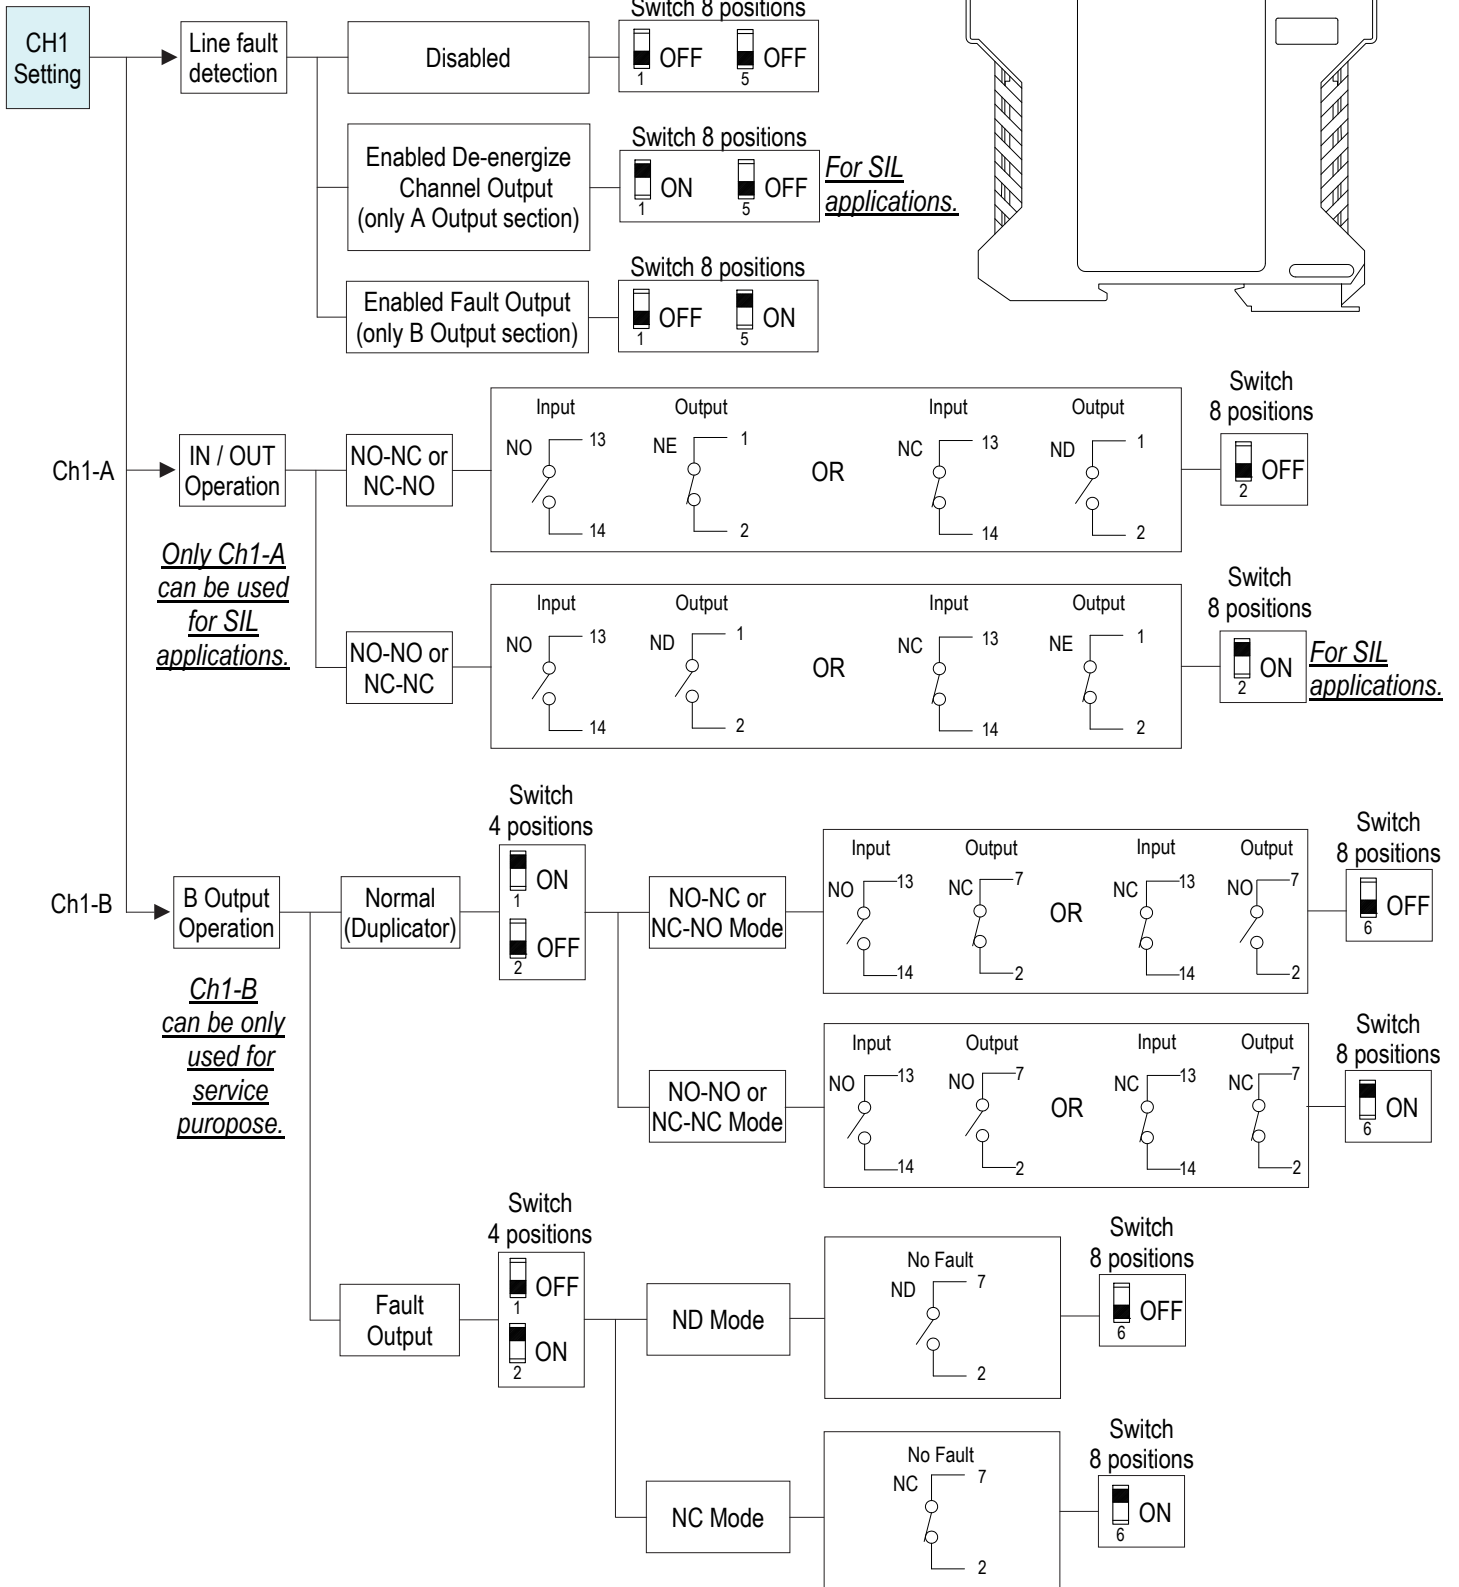 Switch 8 positions
CH1
Setting
Line fault
detection
Disabled
OFF
1
OFF
5
Switch 8 positions
Enabled De-energize
Channel Output
(only A Output section)
ON
1
OFF
5
For SIL
applications.
Switch 8 positions
Enabled Fault Output
(only B Output section)
OFF
1
ON
5
Ch1-A
IN / OUT
Operation
Only Ch1-A
can be used
for SIL
applications.
NO-NC or
NC-NO
Input
NO
13
14
Output
NE
1
2
OR
Input
NC
13
14
Output
ND
1
2
Switch
8 positions
OFF
2
NO-NO or
NC-NC
Input
NO
13
14
Output
ND
1
2
OR
Input
NC
13
14
Output
NE
1
2
Switch
8 positions
ON
2
For SIL
applications.
Ch1-B
B Output
Operation
Ch1-B
can be only
used for
service
puropose.
Normal
(Duplicator)
Switch
4 positions
ON
1
OFF
2
NO-NC or
NC-NO Mode
Input
NO
13
14
Output
NC
7
2
OR
Input
NC
13
14
Output
NO
7
2
Switch
8 positions
OFF
6
NO-NO or
NC-NC Mode
Input
NO
13
14
Output
NO
7
2
OR
Input
NC
13
14
Output
NC
7
2
Switch
8 positions
ON
6
Fault
Output
Switch
4 positions
OFF
1
ON
2
ND Mode
No Fault
ND
7
2
Switch
8 positions
OFF
6
NC Mode
No Fault
NC
7
2
Switch
8 positions
ON
6